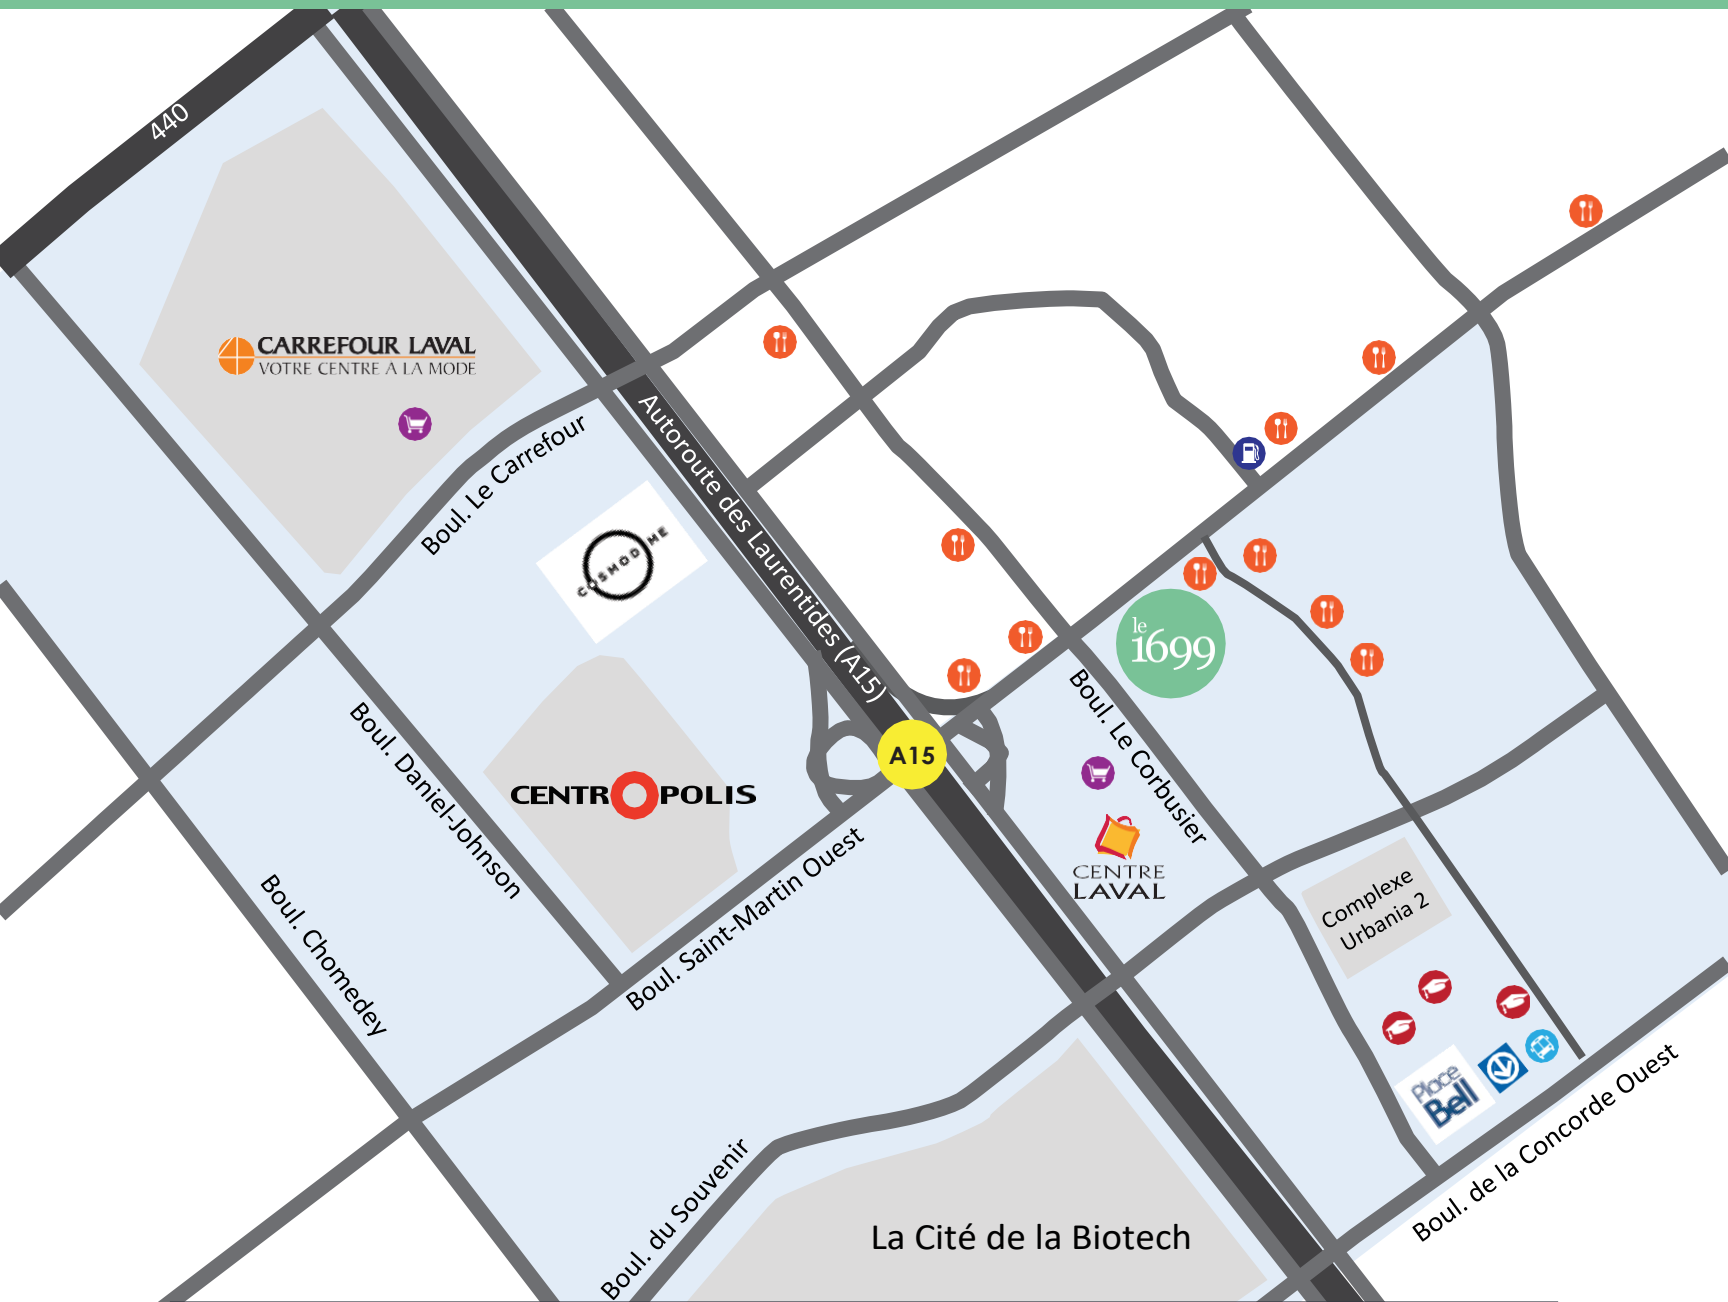 440
CARREFOUR LAVAL
VOTRE CENTRE À LA MODE
Boul. Le Carrefour
Autoroute des Laurentides (A15)
COSMODÔME
le
1699
Boul. Le Corbusier
A15
CENTROPOLIS
Boul. Daniel-Johnson
Boul. Saint-Martin Ouest
CENTRE
LAVAL
Boul. Chomedey
Complexe
Urbania 2
Place
Bell
Boul. de la Concorde Ouest
Boul. du Souvenir
La Cité de la Biotech